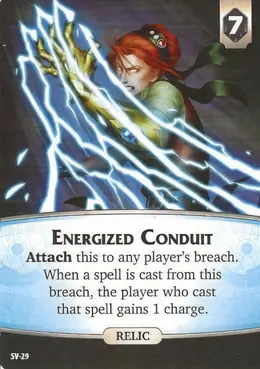 7
ENERGIZED CONDUIT
Attach this to any player's breach.
When a spell is cast from this
breach, the player who cast
that spell gains 1 charge.
RELIC
SV-29